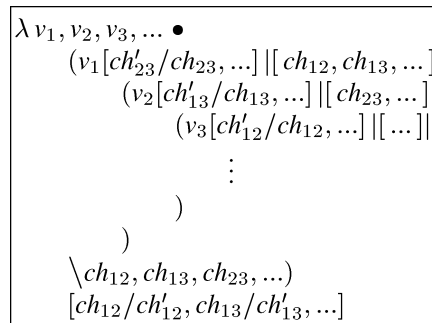 λ v₁, v₂, v₃, ... •
(v₁[ch′₂₃/ch₂₃, ...] |[ ch₁₂, ch₁₃, ... ]
(v₂[ch′₁₃/ch₁₃, ...] |[ ch₂₃, ... ]
(v₃[ch′₁₂/ch₁₂, ...] |[ ... ]|
⋮
)
)
\ch₁₂, ch₁₃, ch₂₃, ...)
[ch₁₂/ch′₁₂, ch₁₃/ch′₁₃, ...]